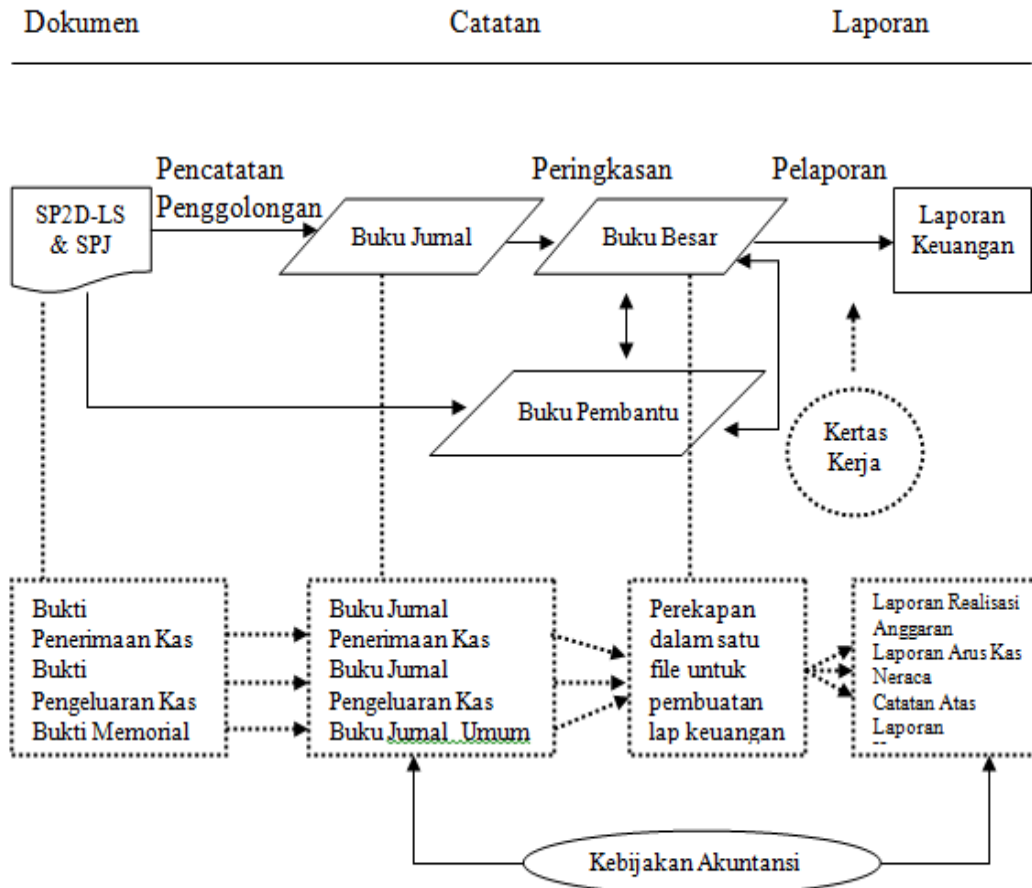 Dokumen
Catatan
Laporan
Pencatatan
Penggolongan
Peringkasan
Pelaporan
SP2D-LS
& SPJ
Buku Jurnal
Buku Besar
Laporan
Keuangan
Buku Pembantu
Kertas
Kerja
Bukti
Penerimaan Kas
Bukti
Pengeluaran Kas
Bukti Memorial
Buku Jurnal
Penerimaan Kas
Buku Jurnal
Pengeluaran Kas
Buku Jurnal Umum
Perekapan
dalam satu
file untuk
pembuatan
lap keuangan
Laporan Realisasi
Anggaran
Laporan Arus Kas
Neraca
Catatan Atas
Laporan
Kebijakan Akuntansi